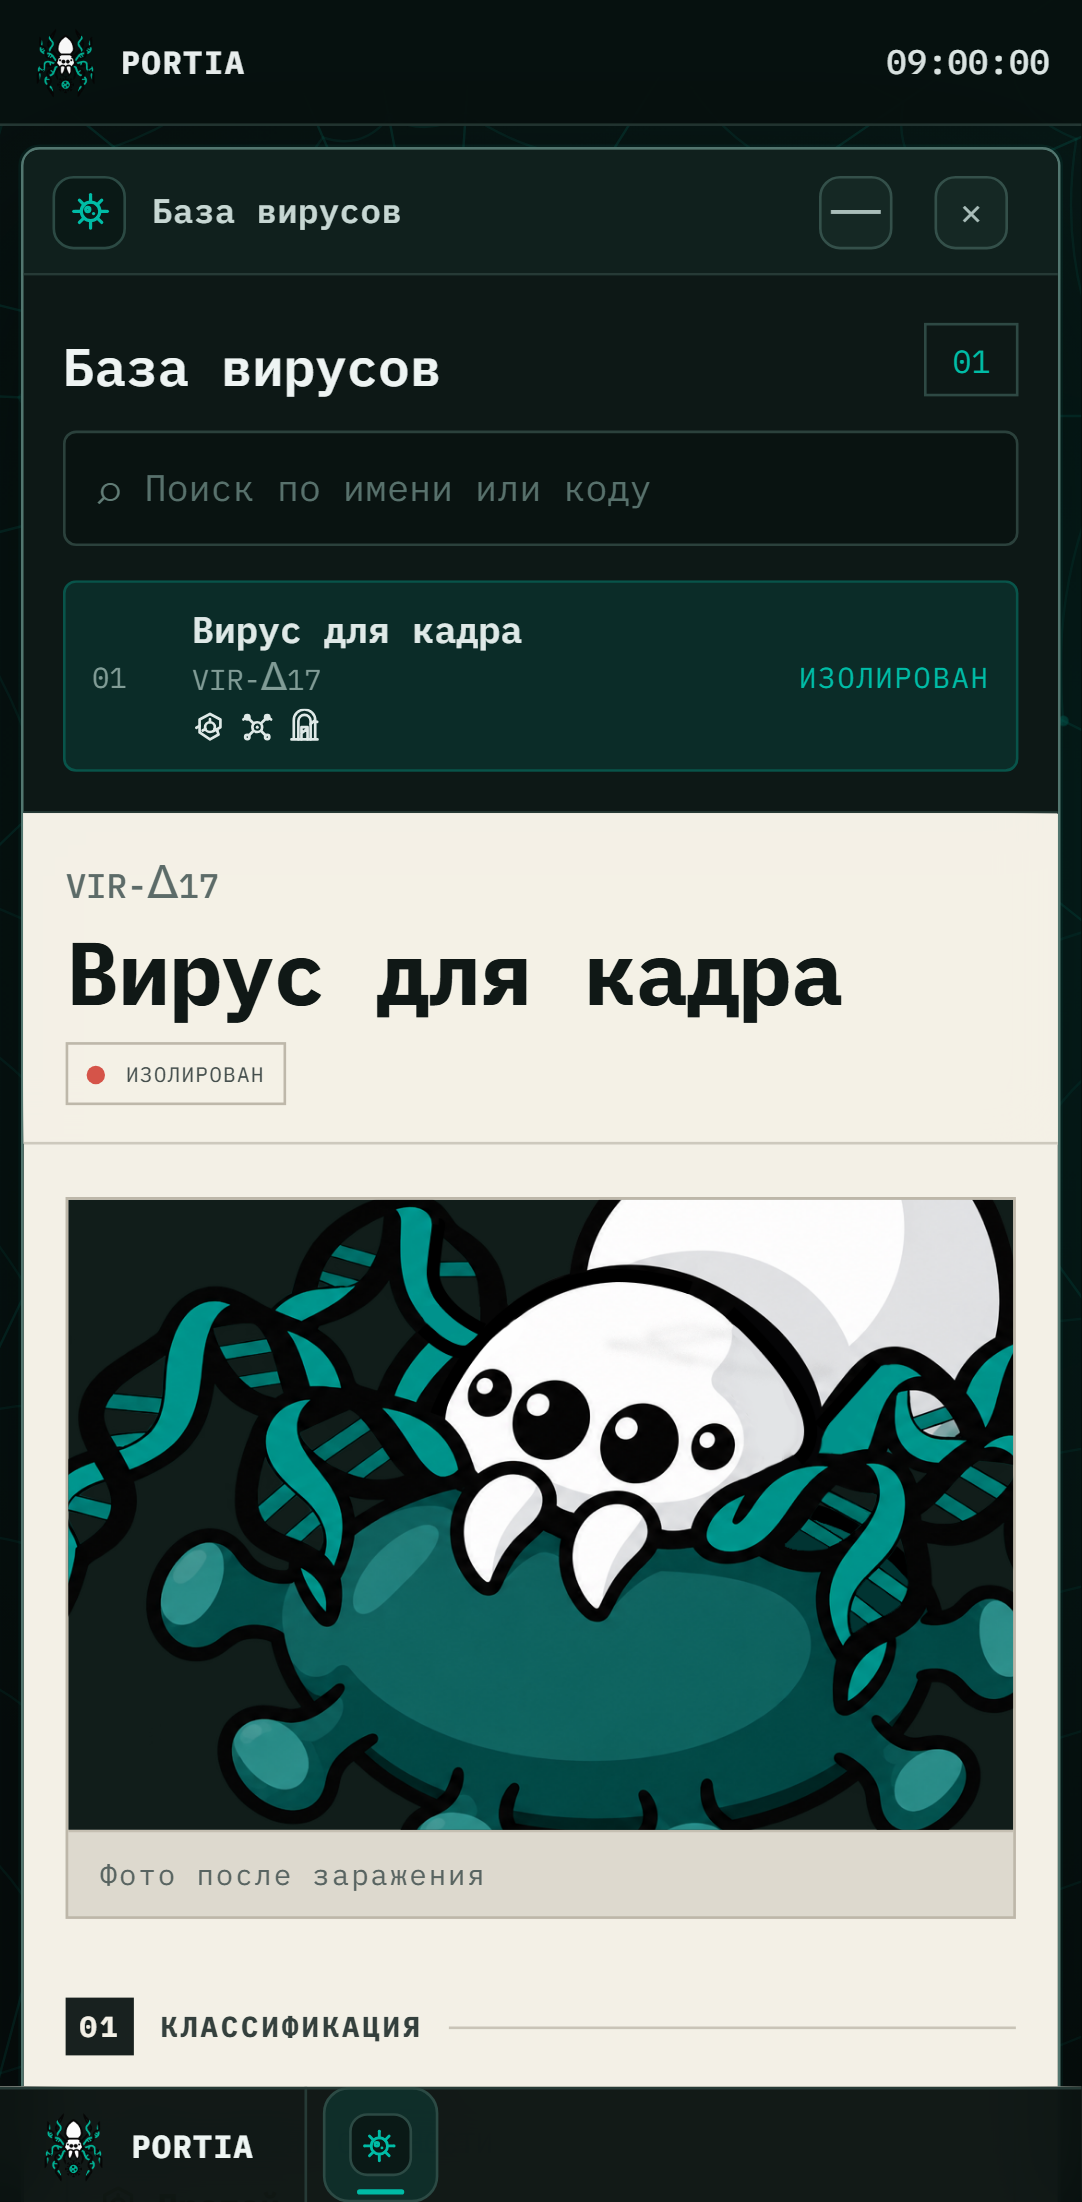 PORTIA
09:00:00
База вирусов
×
База вирусов
01
Поиск по имени или коду
01
Вирус для кадра
VIR-Δ17
ИЗОЛИРОВАН
VIR-Δ17
Вирус для кадра
ИЗОЛИРОВАН
Фото после заражения
01 КЛАССИФИКАЦИЯ
PORTIA